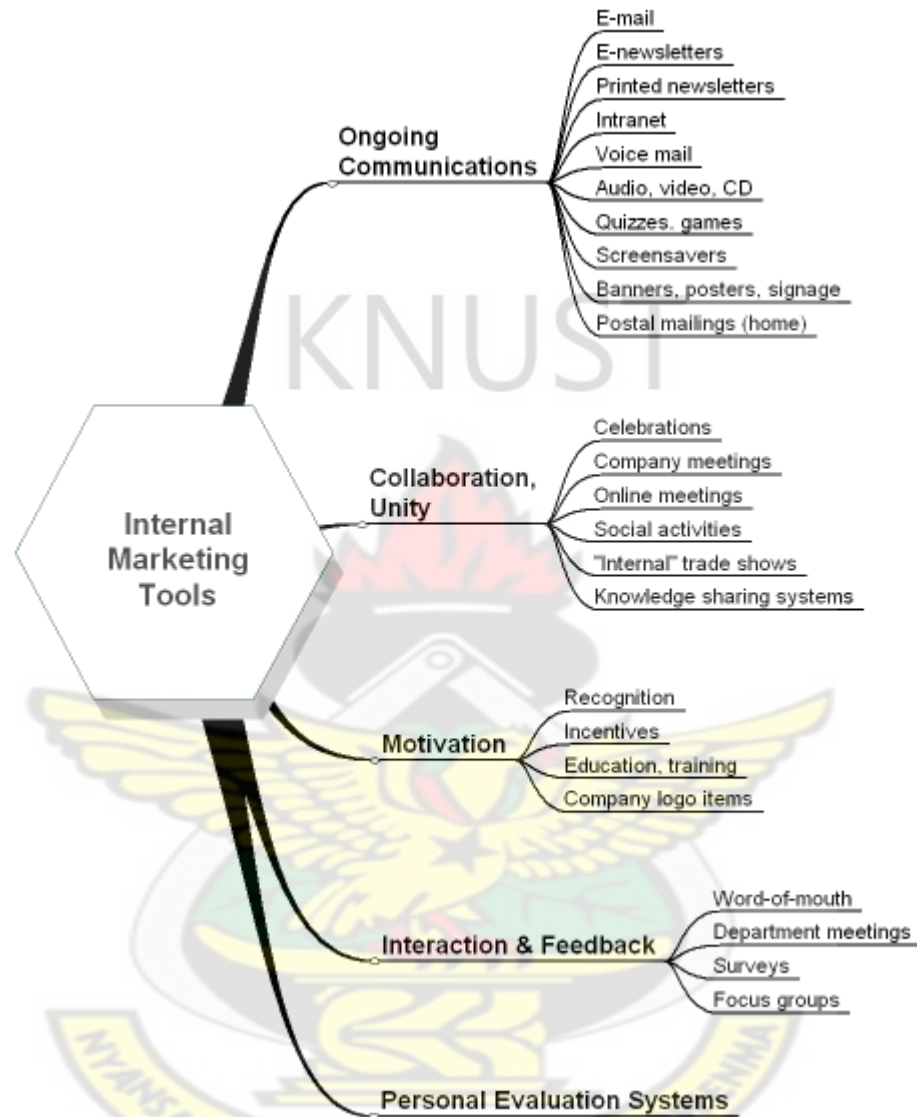 E-mail
E-newsletters
Printed newsletters
Intranet
Voice mail
Audio, video, CD
Quizzes, games
Screensavers
Banners, posters, signage
Postal mailings (home)
Ongoing
Communications
KNUST
Celebrations
Company meetings
Online meetings
Social activities
"Internal" trade shows
Knowledge sharing systems
Collaboration,
Unity
Internal
Marketing
Tools
Recognition
Incentives
Education, training
Company logo items
Motivation
Word-of-mouth
Department meetings
Surveys
Focus groups
Interaction & Feedback
Personal Evaluation Systems